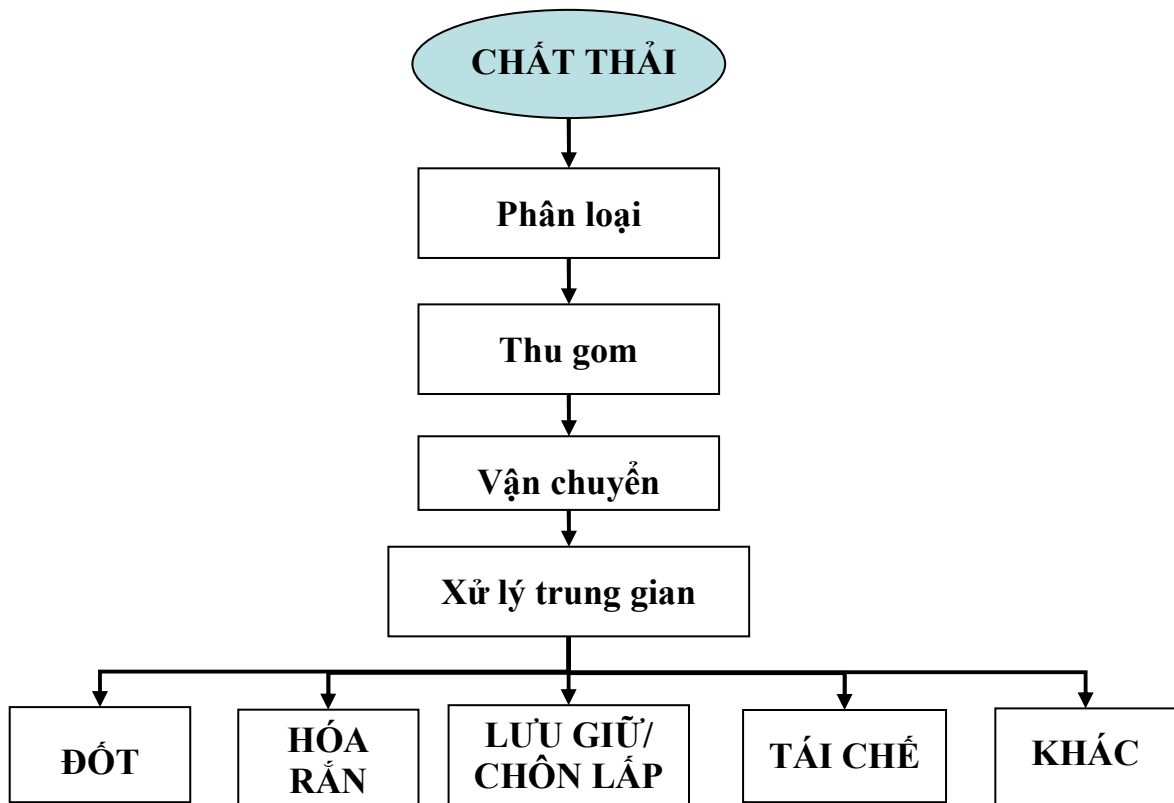 CHẤT THẢI
Phân loại
Thu gom
Vận chuyển
Xử lý trung gian
ĐỐT
HÓA
RẮN
LƯU GIỮ/
CHÔN LẤP
TÁI CHẾ
KHÁC